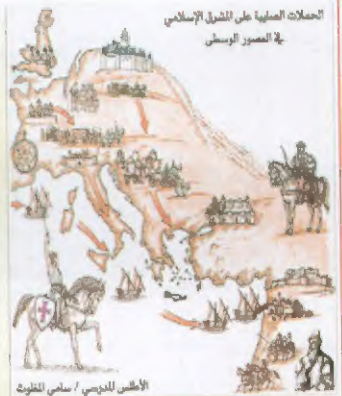 الحملات الصليبية على المشرق الإسلامي
في العصور الوسطى
الأطلس المدرسي / سامي المغلوث